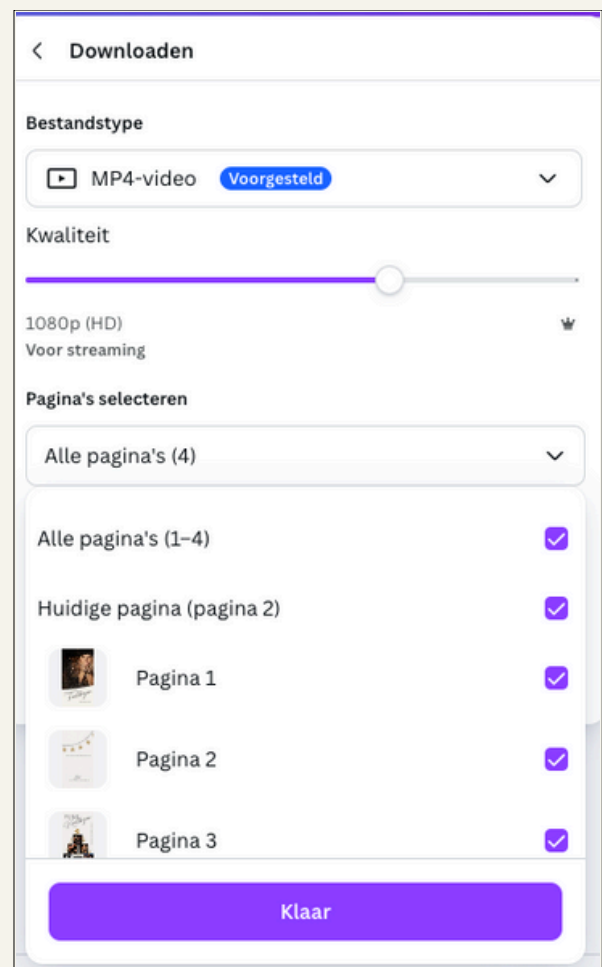 Downloaden
Bestandstype
MP4-video Voorgesteld
Kwaliteit
1080p (HD)
Voor streaming
Pagina's selecteren
Alle pagina's (4)
Alle pagina's (1–4)
Huidige pagina (pagina 2)
Pagina 1
Pagina 2
Pagina 3
Klaar